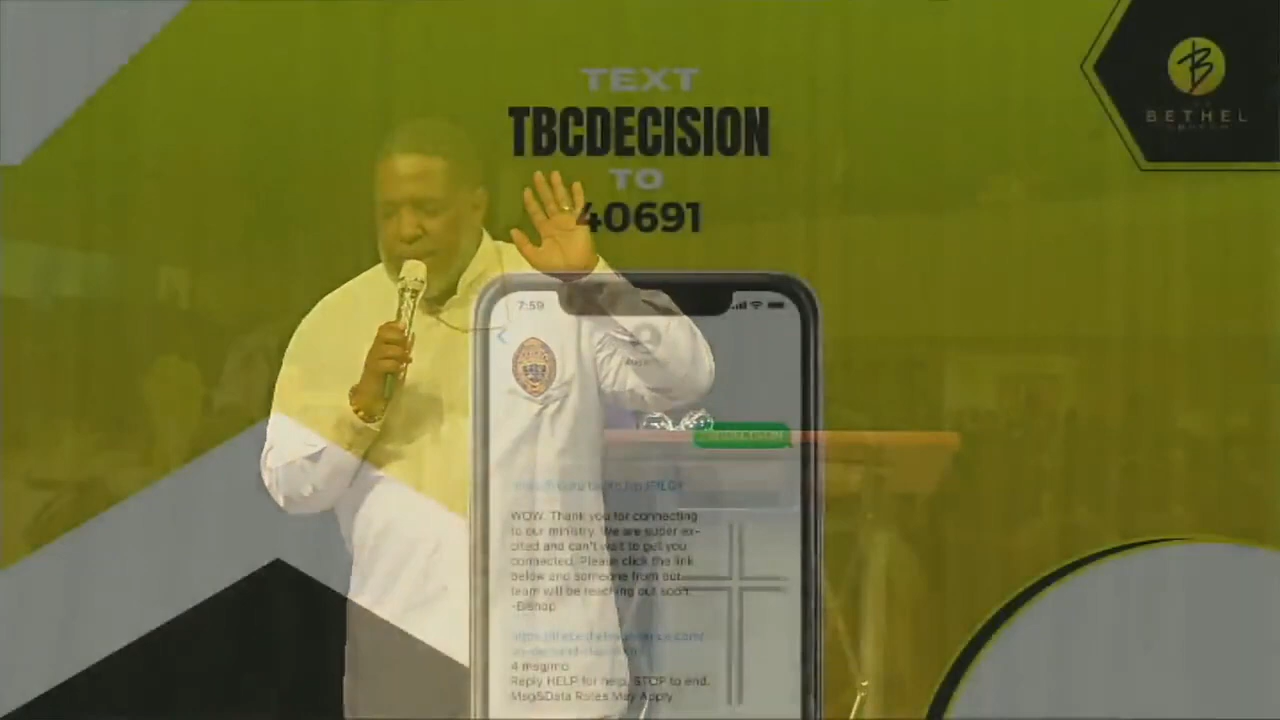 TEXT
TBCDECISION
TO
40691
B
BETHEL
CHURCH
7:59
WOW. Thank you for connecting
to our ministry. We are super ex-
cited and can't wait to get you
connected. Please click the link
below and someone from our
team will be reaching out soon.
-Bishop
4 msg/mo
Reply HELP for help, STOP to end.
Msg&Data Rates May Apply